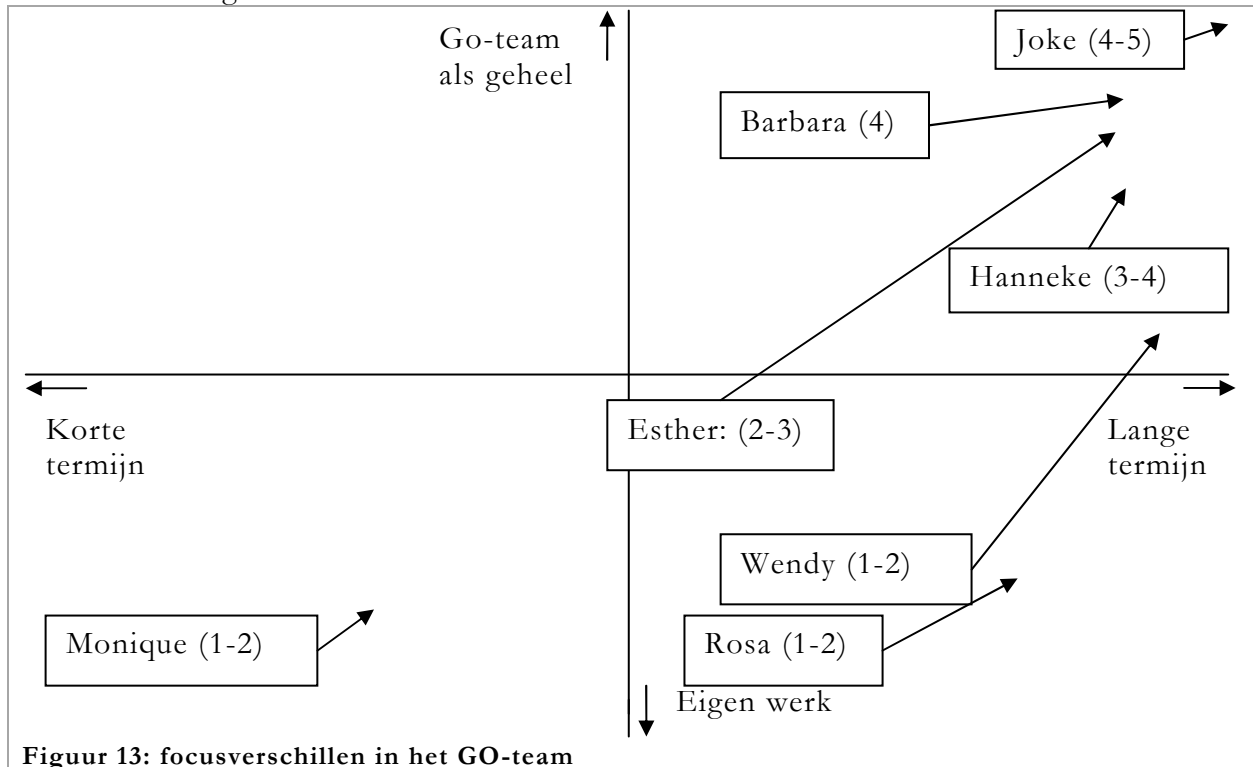 Go-team
als geheel
Joke (4-5)
Barbara (4)
Hanneke (3-4)
Korte
termijn
Esther: (2-3)
Lange
termijn
Wendy (1-2)
Monique (1-2)
Rosa (1-2)
Eigen werk
Figuur 13: focusverschillen in het GO-team